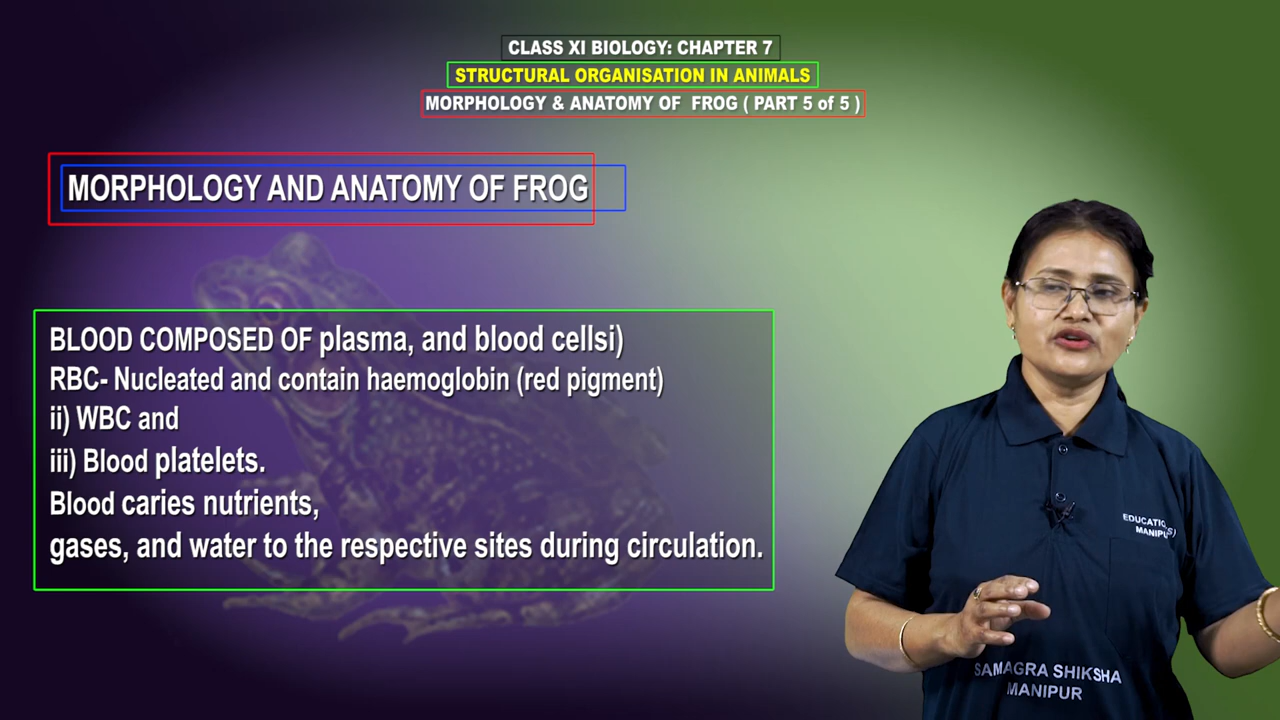 CLASS XI BIOLOGY: CHAPTER 7
STRUCTURAL ORGANISATION IN ANIMALS
MORPHOLOGY & ANATOMY OF FROG ( PART 5 of 5 )
MORPHOLOGY AND ANATOMY OF FROG
BLOOD COMPOSED OF plasma, and blood cellsi)
RBC- Nucleated and contain haemoglobin (red pigment)
ii) WBC and
iii) Blood platelets.
Blood caries nutrients,
gases, and water to the respective sites during circulation.
MANIPUR
SAMAGRA SHIKSHA
MANIPUR